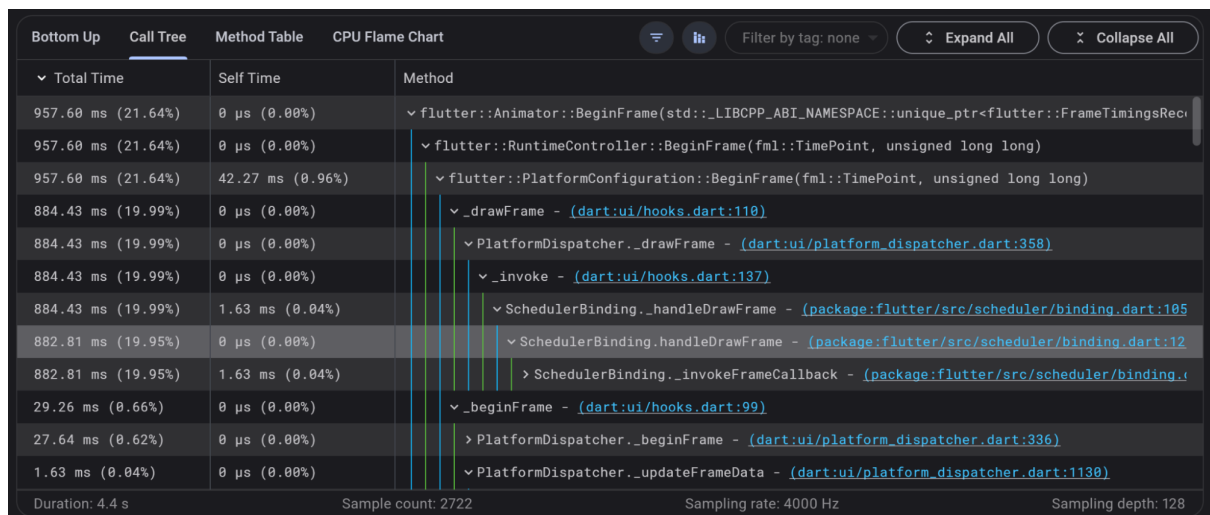 Bottom Up Call Tree Method Table CPU Flame Chart Filter by tag: none Expand All Collapse All
Total Time Self Time Method
957.60 ms (21.64%) 0 µs (0.00%) flutter::Animator::BeginFrame(std::_LIBCPP_ABI_NAMESPACE::unique_ptr<flutter::FrameTimingsReco
957.60 ms (21.64%) 0 µs (0.00%) flutter::RuntimeController::BeginFrame(fml::TimePoint, unsigned long long)
957.60 ms (21.64%) 42.27 ms (0.96%) flutter::PlatformConfiguration::BeginFrame(fml::TimePoint, unsigned long long)
884.43 ms (19.99%) 0 µs (0.00%) _drawFrame - (dart:ui/hooks.dart:110)
884.43 ms (19.99%) 0 µs (0.00%) PlatformDispatcher._drawFrame - (dart:ui/platform_dispatcher.dart:358)
884.43 ms (19.99%) 0 µs (0.00%) _invoke - (dart:ui/hooks.dart:137)
884.43 ms (19.99%) 1.63 ms (0.04%) SchedulerBinding._handleDrawFrame - (package:flutter/src/scheduler/binding.dart:105
882.81 ms (19.95%) 0 µs (0.00%) SchedulerBinding.handleDrawFrame - (package:flutter/src/scheduler/binding.dart:12
882.81 ms (19.95%) 1.63 ms (0.04%) SchedulerBinding._invokeFrameCallback - (package:flutter/src/scheduler/binding.
29.26 ms (0.66%) 0 µs (0.00%) _beginFrame - (dart:ui/hooks.dart:99)
27.64 ms (0.62%) 0 µs (0.00%) PlatformDispatcher._beginFrame - (dart:ui/platform_dispatcher.dart:336)
1.63 ms (0.04%) 0 µs (0.00%) PlatformDispatcher._updateFrameData - (dart:ui/platform_dispatcher.dart:1130)
Duration: 4.4 s Sample count: 2722 Sampling rate: 4000 Hz Sampling depth: 128